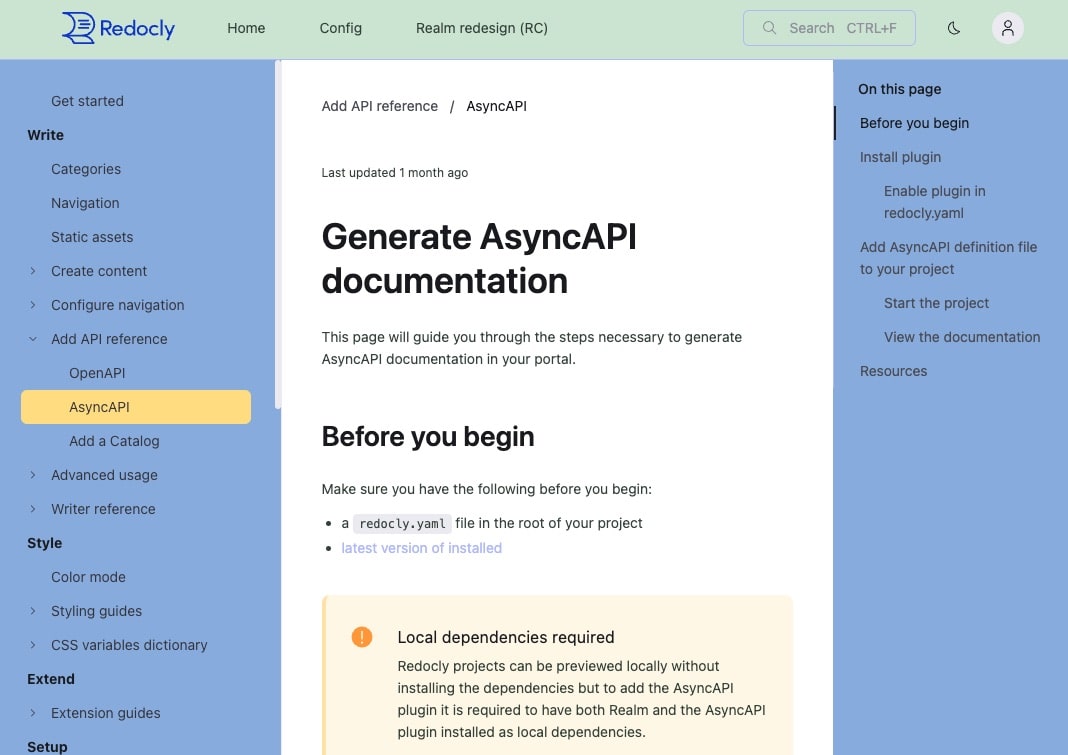 Redocly
Home
Config
Realm redesign (RC)
Search CTRL+F
Get started
Write
Categories
Navigation
Static assets
Create content
Configure navigation
Add API reference
OpenAPI
AsyncAPI
Add a Catalog
Advanced usage
Writer reference
Style
Color mode
Styling guides
CSS variables dictionary
Extend
Extension guides
Setup
Add API reference / AsyncAPI
Last updated 1 month ago
Generate AsyncAPI
documentation
This page will guide you through the steps necessary to generate
AsyncAPI documentation in your portal.
Before you begin
Make sure you have the following before you begin:
• a redocly.yaml file in the root of your project
• latest version of installed
Local dependencies required
Redocly projects can be previewed locally without
installing the dependencies but to add the AsyncAPI
plugin it is required to have both Realm and the AsyncAPI
plugin installed as local dependencies.
On this page
Before you begin
Install plugin
Enable plugin in
redocly.yaml
Add AsyncAPI definition file
to your project
Start the project
View the documentation
Resources